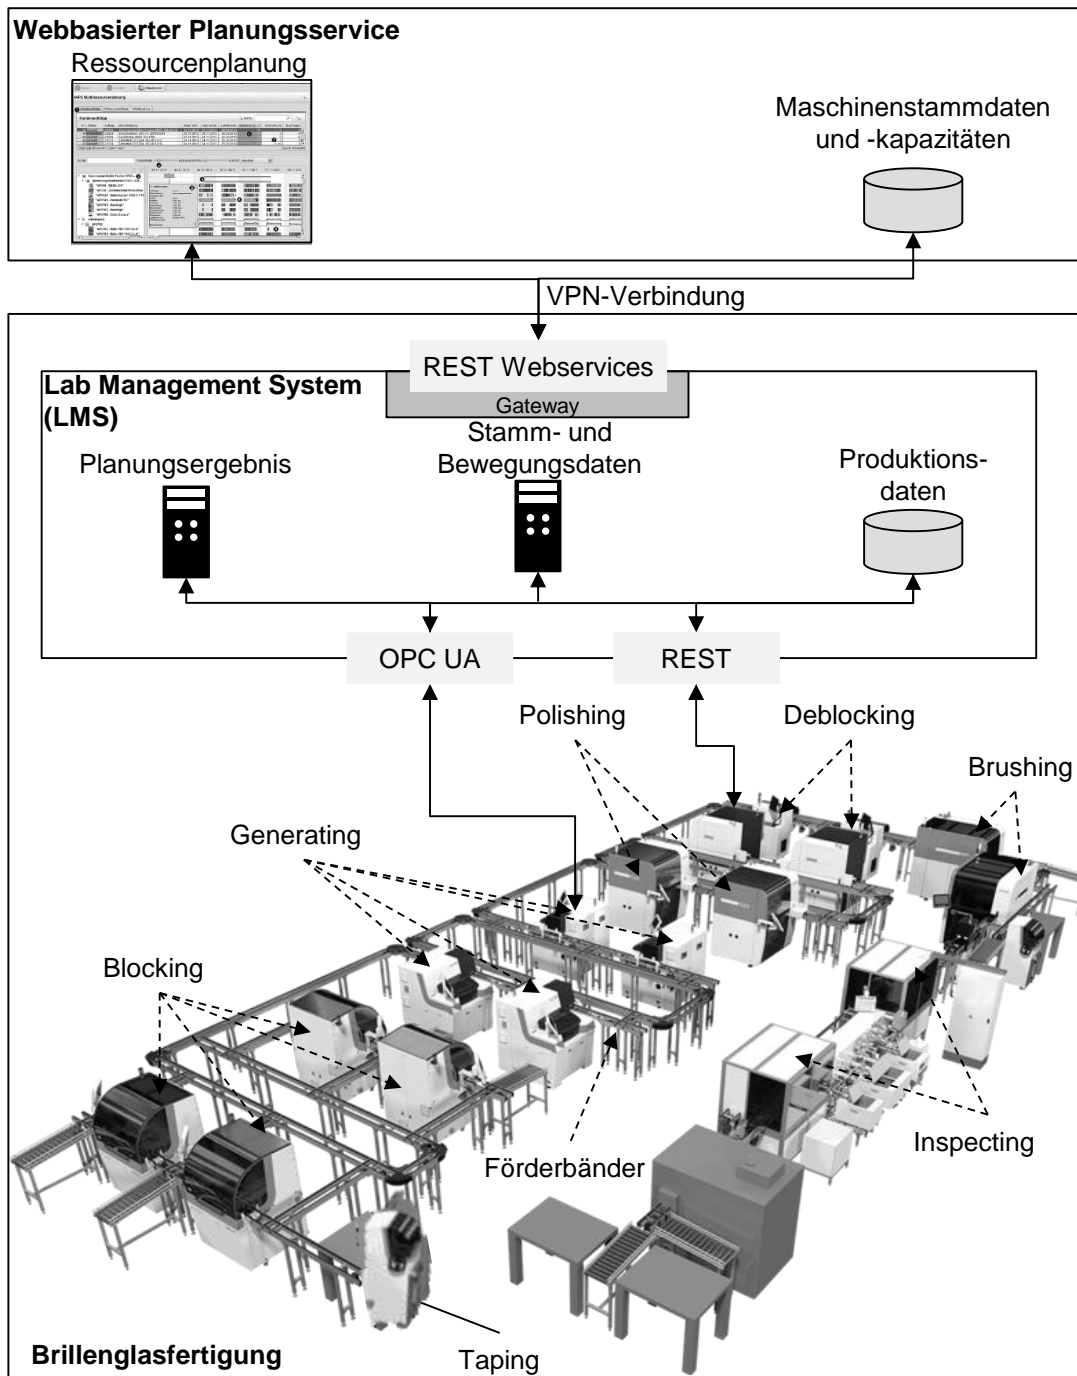 Webbasierter Planungsservice
Ressourcenplanung
Maschinenstammdaten
und -kapazitäten
VPN-Verbindung
REST Webservices
Gateway
Lab Management System
(LMS)
Planungsergebnis
Stamm- und
Bewegungsdaten
Produktions-
daten
OPC UA
REST
Polishing
Deblocking
Brushing
Generating
Blocking
Förderbänder
Inspecting
Taping
Brillenglasfertigung